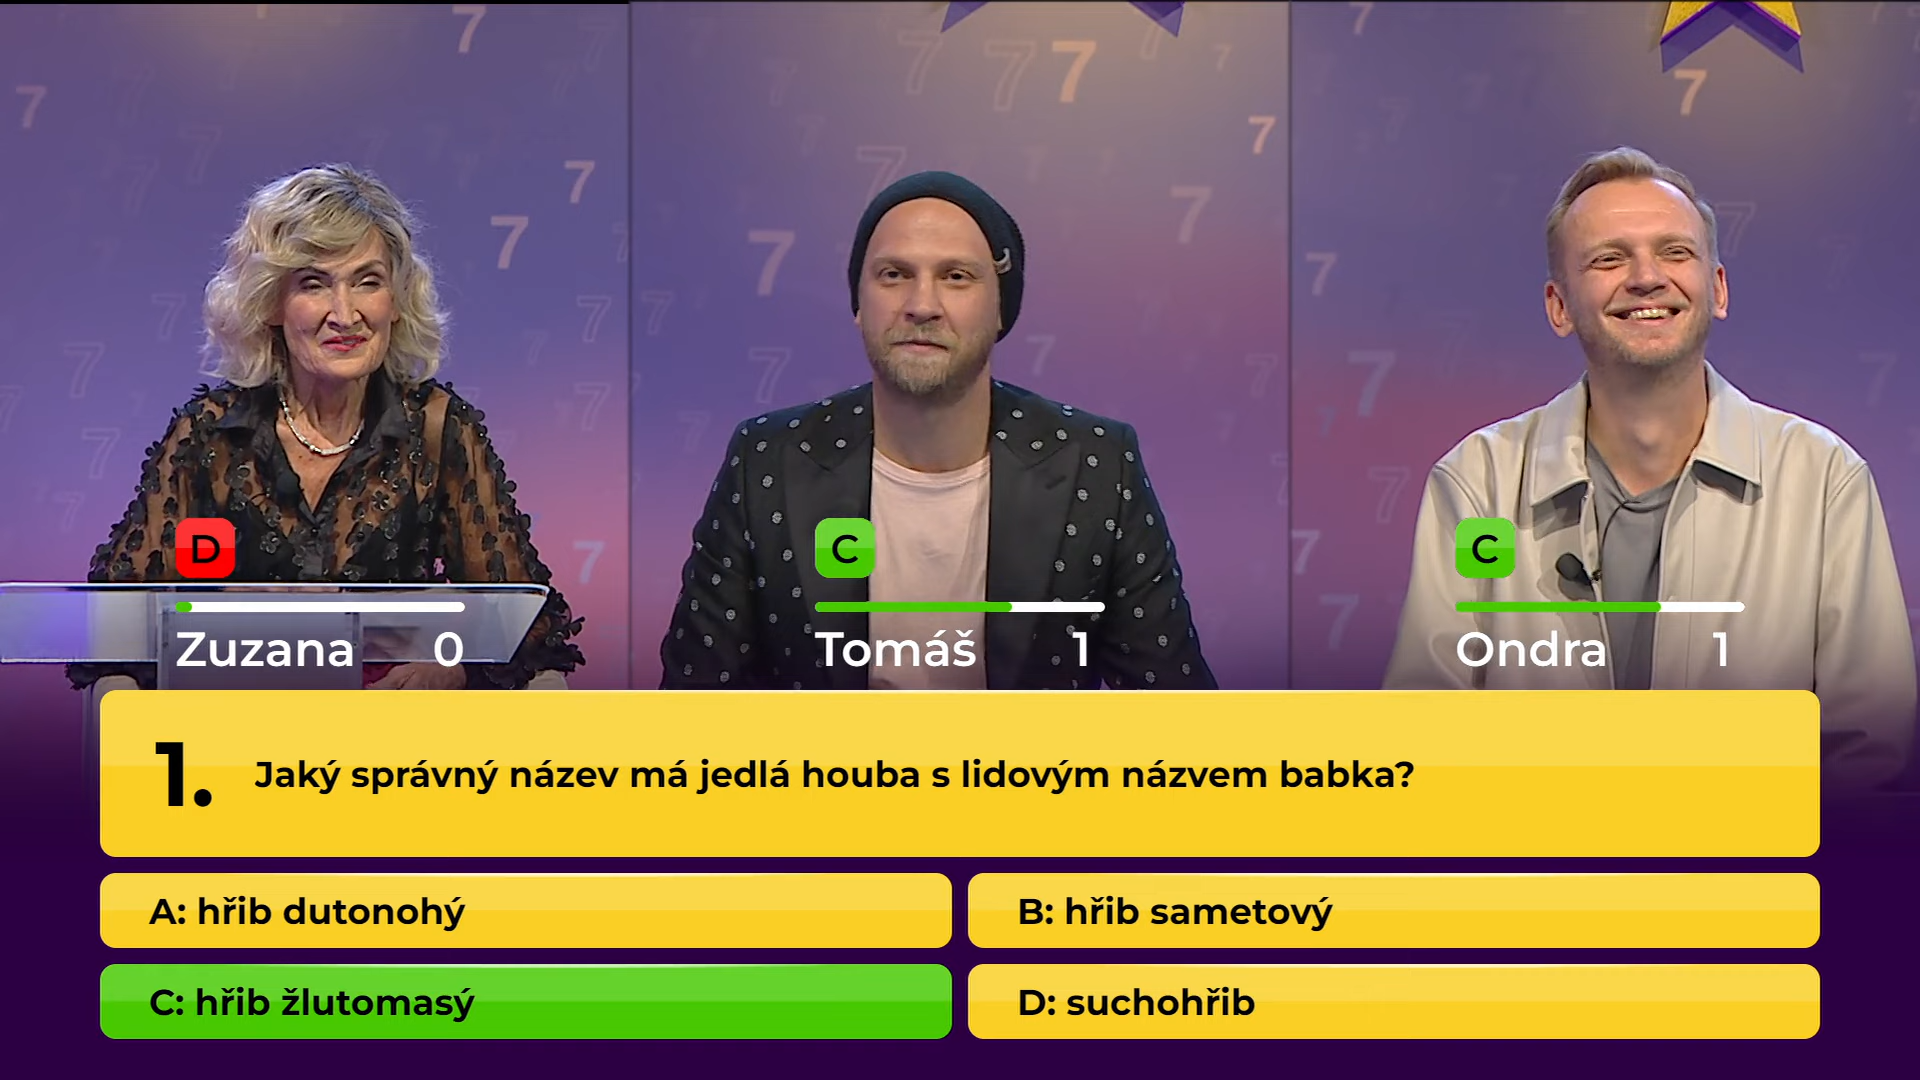 D
C
C
Zuzana 0
Tomáš 1
Ondra 1
1. Jaký správný název má jedlá houba s lidovým názvem babka?
A: hřib dutonohý
B: hřib sametový
C: hřib žlutomasý
D: suchohřib